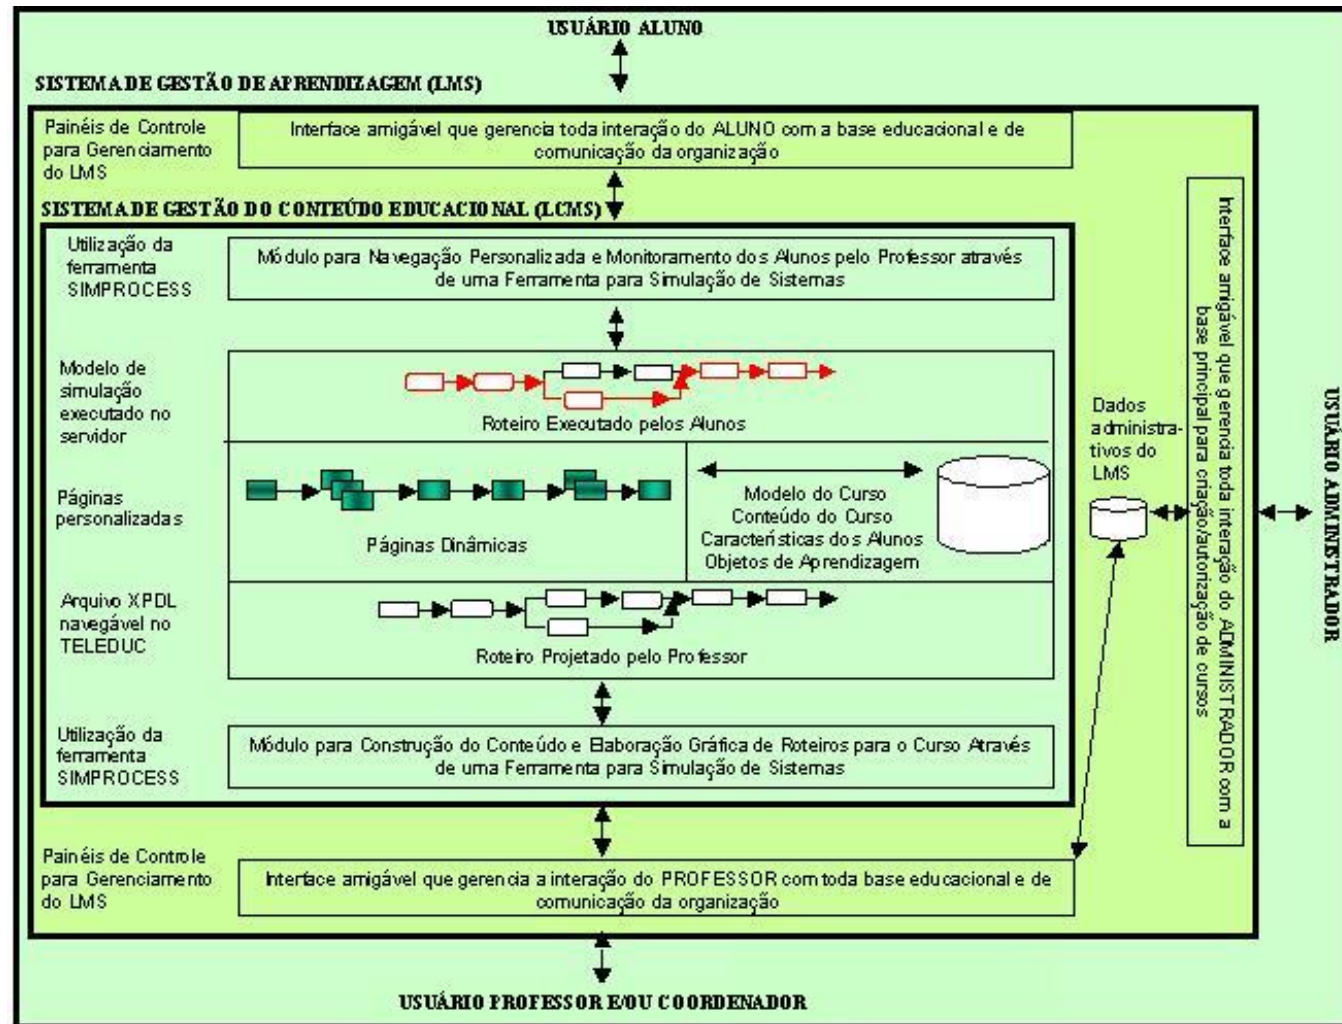 USUÁRIO ALUNO
SISTEMA DE GESTÃO DE APRENDIZAGEM (LMS)
Painéis de Controle
para Gerenciamento
do LMS
Interface amigável que gerencia toda interação do ALUNO com a base educacional e de
comunicação da organização
SISTEMA DE GESTÃO DO CONTEÚDO EDUCACIONAL (LCMS)
Utilização da
ferramenta
SIMPROCESS
Módulo para Navegação Personalizada e Monitoramento dos Alunos pelo Professor através
de uma Ferramenta para Simulação de Sistemas
Modelo de
simulação
executado no
servidor
Roteiro Executado pelos Alunos
Páginas
personalizadas
Páginas Dinâmicas
Modelo do Curso
Conteúdo do Curso
Características dos Alunos
Objetos de Aprendizagem
Arquivo XPDL
navegável no
TELEDUC
Roteiro Projetado pelo Professor
Utilização da
ferramenta
SIMPROCESS
Módulo para Construção do Conteúdo e Elaboração Gráfica de Roteiros para o Curso Através
de uma Ferramenta para Simulação de Sistemas
Painéis de Controle
para Gerenciamento
do LMS
Interface amigável que gerencia a interação do PROFESSOR com toda base educacional e de
comunicação da organização
Dados
administra-
tivos do
LMS
Interface amigável que gerencia toda interação do ADMINISTRADOR com a
base principal para criação/autorização de cursos
USUÁRIO ADMINISTRADOR
USUÁRIO PROFESSOR E/OU COORDENADOR